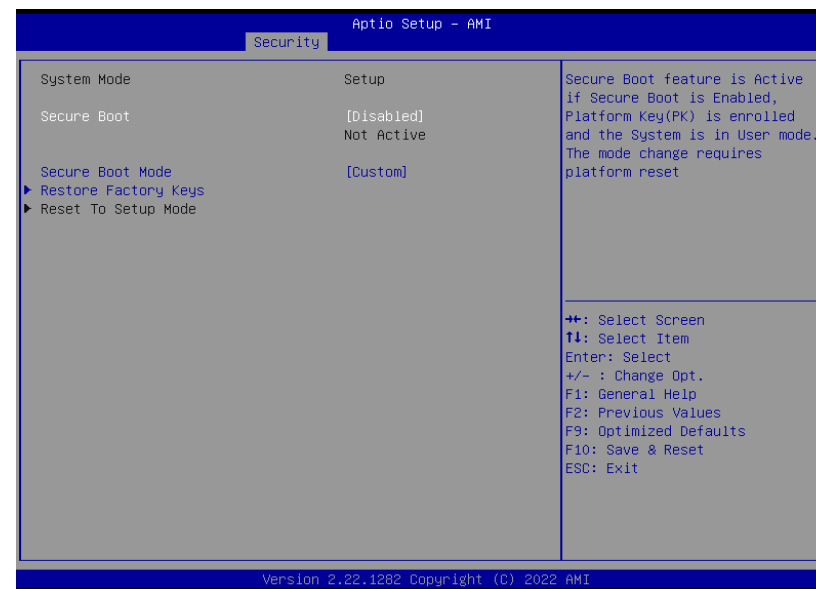 Aptio Setup – AMI
Security
System Mode Setup
Secure Boot [Disabled]
Not Active
Secure Boot Mode [Custom]
▶ Restore Factory Keys
▶ Reset To Setup Mode
Secure Boot feature is Active
if Secure Boot is Enabled,
Platform Key(PK) is enrolled
and the System is in User mode.
The mode change requires
platform reset
→←: Select Screen
↑↓: Select Item
Enter: Select
+/- : Change Opt.
F1: General Help
F2: Previous Values
F9: Optimized Defaults
F10: Save & Reset
ESC: Exit
Version 2.22.1282 Copyright (C) 2022 AMI